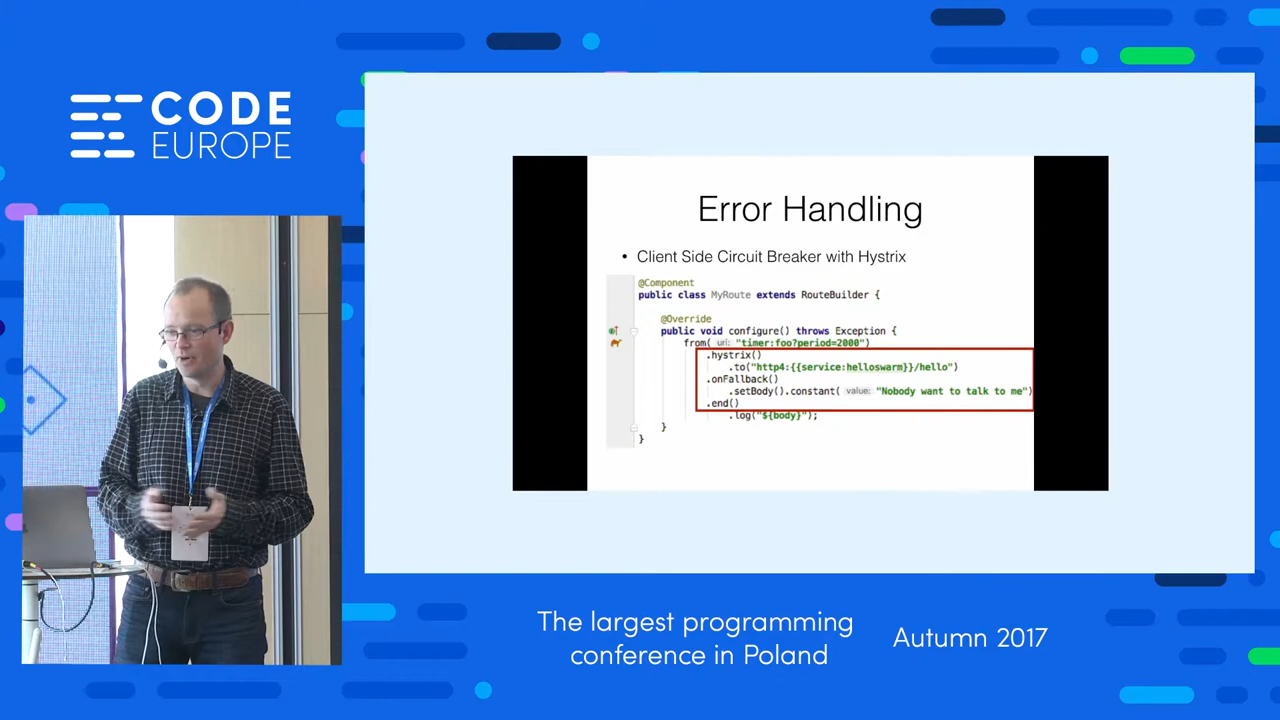 CODE
EUROPE
Error Handling
• Client Side Circuit Breaker with Hystrix
@Component
public class MyRoute extends RouteBuilder {
@Override
public void configure() throws Exception {
from( uri: "timer:foo?period=2000")
.hystrix()
.to("http4:{{service:helloswarm}}/hello")
.onFallback()
.setBody().constant( value: "Nobody want to talk to me")
.end()
.log("${body}");
}
}
The largest programming
conference in Poland
Autumn 2017